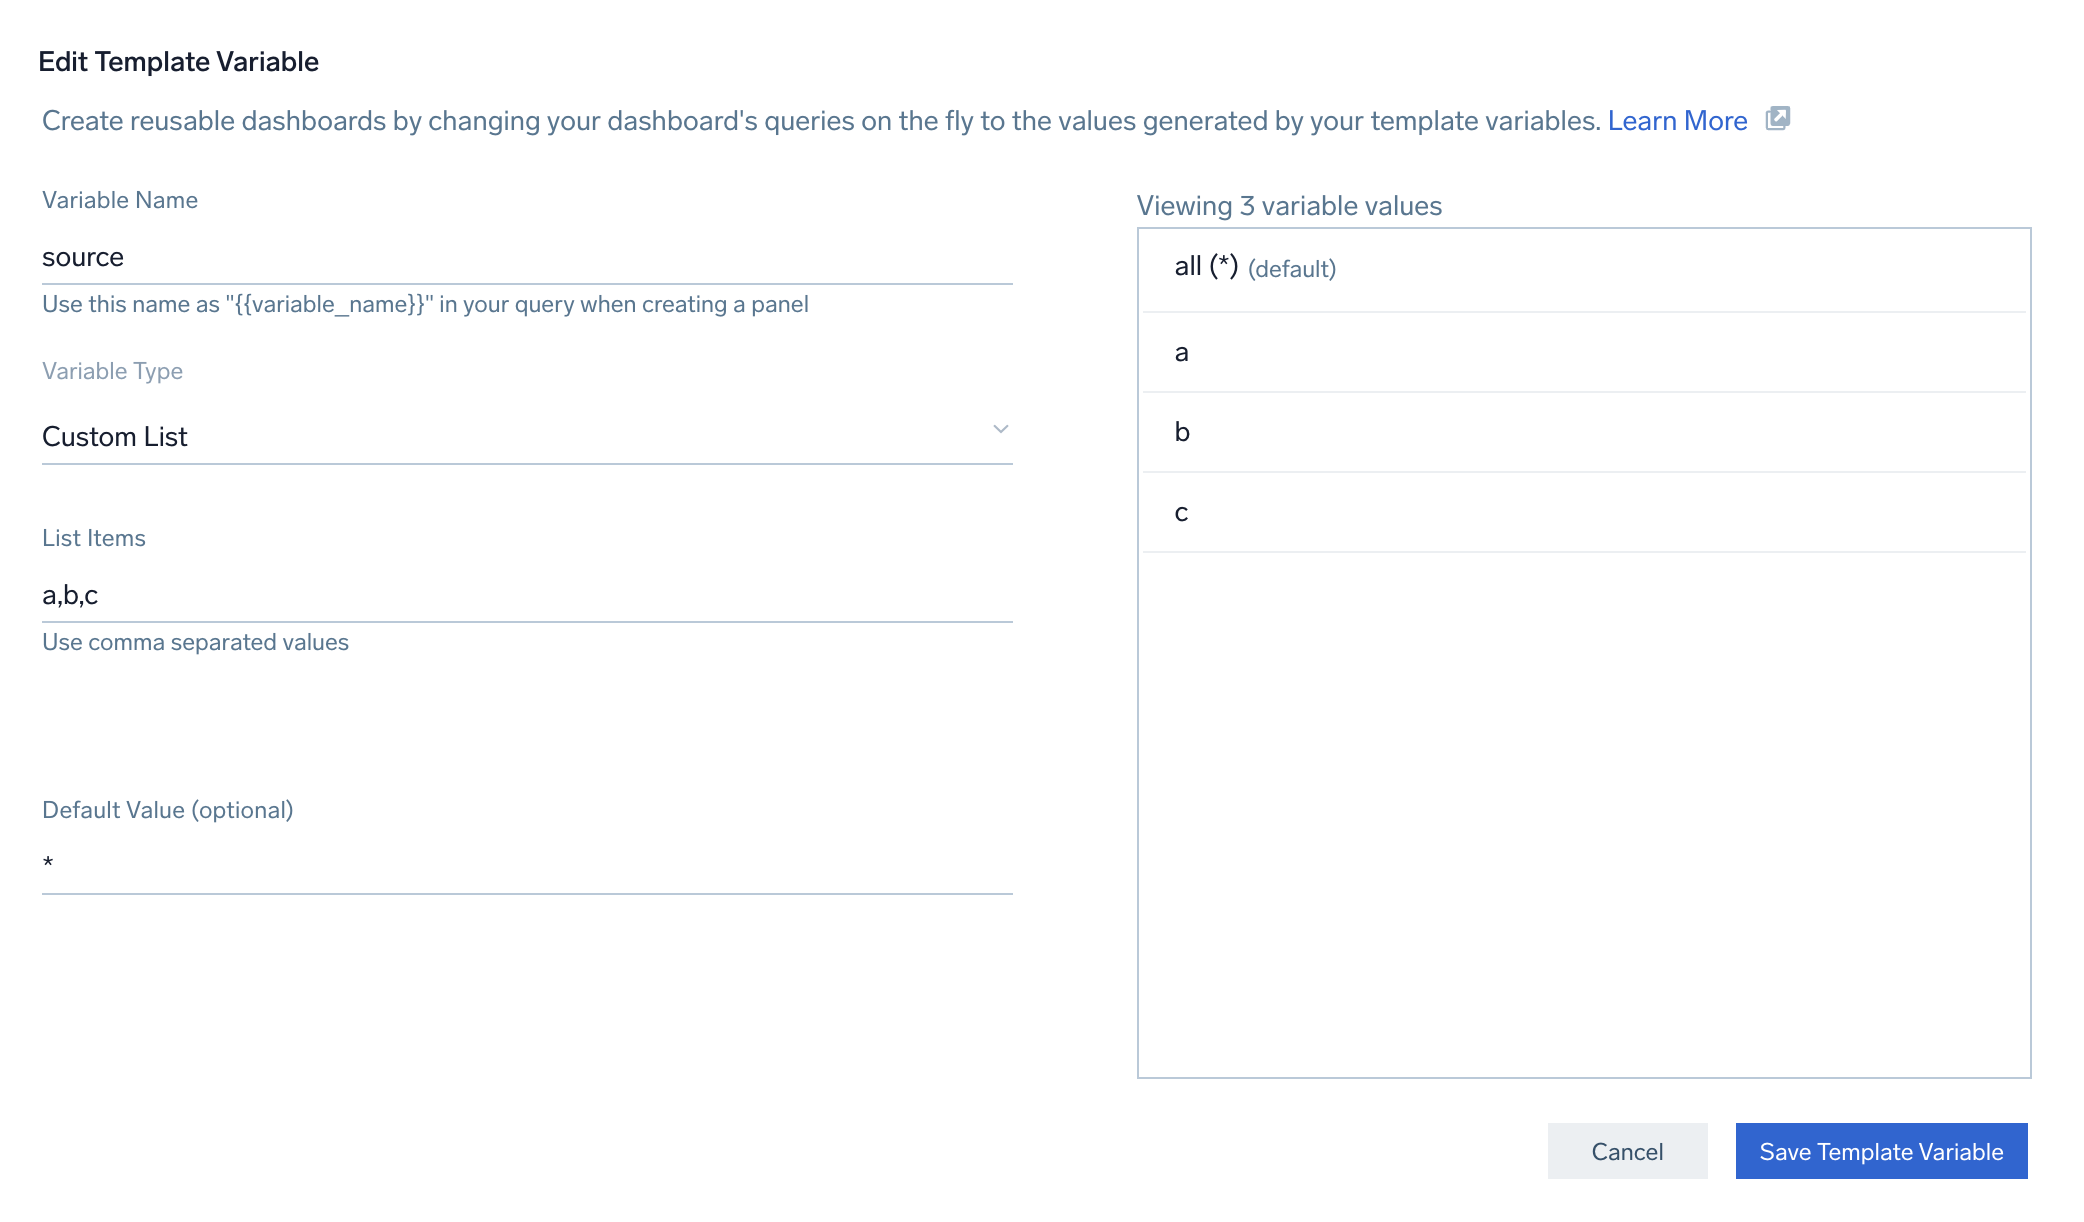 Edit Template Variable
Create reusable dashboards by changing your dashboard's queries on the fly to the values generated by your template variables. Learn More
Variable Name
source
Use this name as "{{variable_name}}" in your query when creating a panel
Variable Type
Custom List
List Items
a,b,c
Use comma separated values
Default Value (optional)
*
Viewing 3 variable values
all (*) (default)
a
b
c
Cancel
Save Template Variable